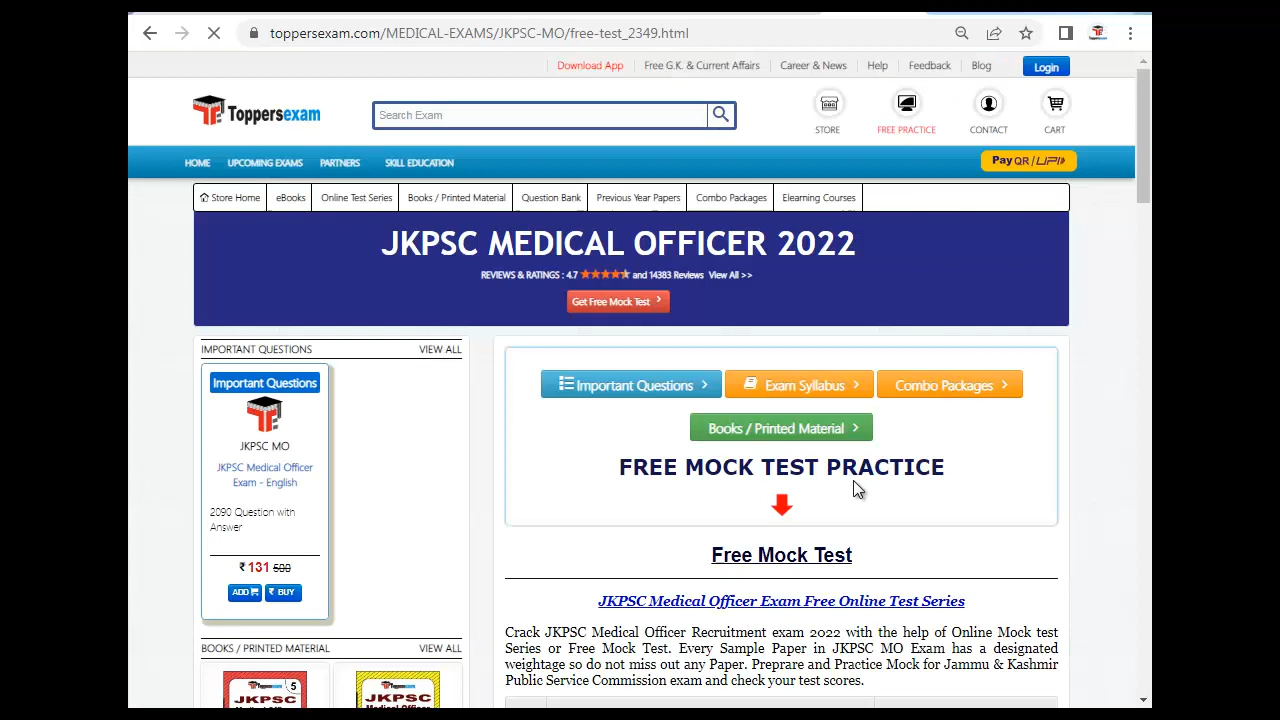 toppersexam.com/MEDICAL-EXAMS/JKPSC-MO/free-test_2349.html
Download App Free G.K. & Current Affairs Career & News Help Feedback Blog Login
Toppersexam
Search Exam
STORE FREE PRACTICE CONTACT CART
HOME UPCOMING EXAMS PARTNERS SKILL EDUCATION
Pay QR / UPI
Store Home eBooks Online Test Series Books / Printed Material Question Bank Previous Year Papers Combo Packages Elearning Courses
JKPSC MEDICAL OFFICER 2022
REVIEWS & RATINGS : 4.7 and 14383 Reviews View All >>
Get Free Mock Test
IMPORTANT QUESTIONS VIEW ALL
Important Questions
JKPSC MO
JKPSC Medical Officer
Exam - English
2090 Question with
Answer
₹ 131 500
ADD ₹ BUY
BOOKS / PRINTED MATERIAL VIEW ALL
Toppersexam 5
JKPSC
Toppersexam
JKPSC
Important Questions Exam Syllabus Combo Packages
Books / Printed Material
FREE MOCK TEST PRACTICE
Free Mock Test
JKPSC Medical Officer Exam Free Online Test Series
Crack JKPSC Medical Officer Recruitment exam 2022 with the help of Online Mock test
Series or Free Mock Test. Every Sample Paper in JKPSC MO Exam has a designated
weightage so do not miss out any Paper. Preprare and Practice Mock for Jammu & Kashmir
Public Service Commission exam and check your test scores.